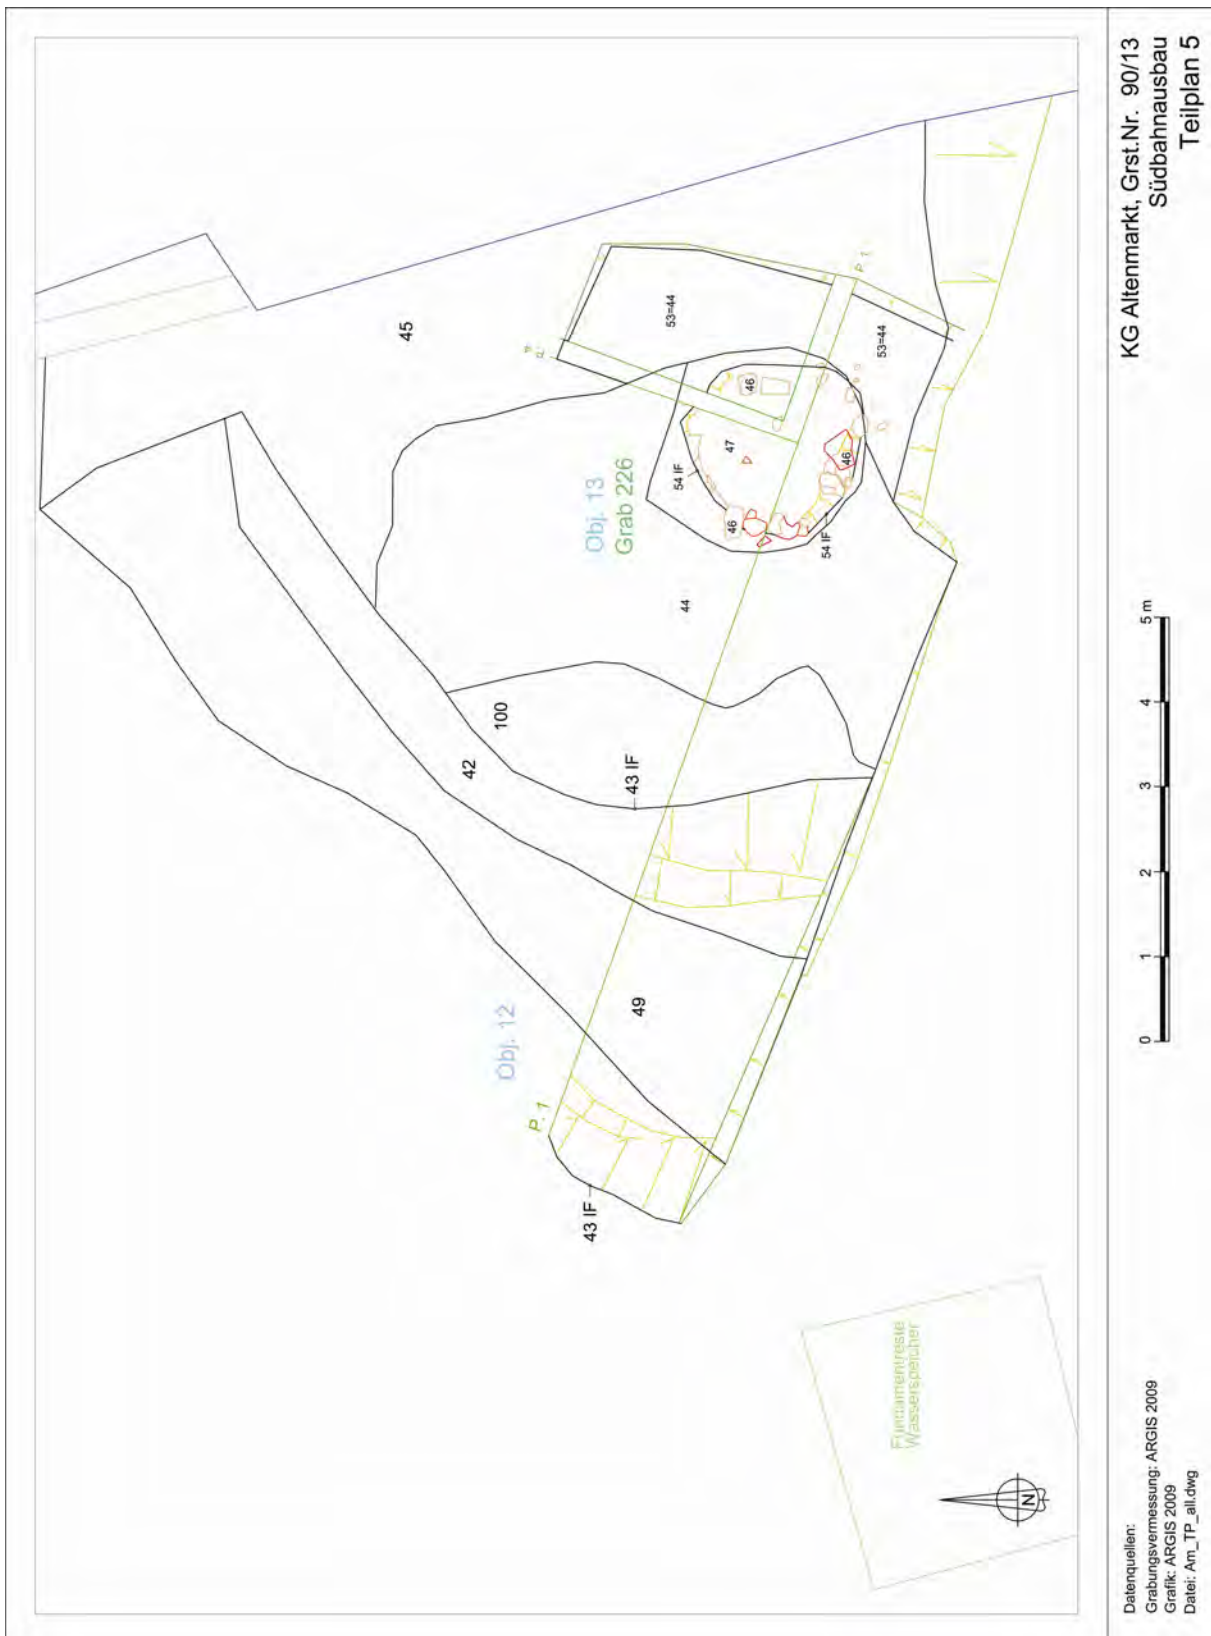 KG Altenmarkt, Grst.Nr. 90/13
Südbahnausbau
Teilplan 5
45
53=44
P. 1
53=44
46
47
54 IF
46
46
54 IF
Obj. 13
Grab 226
44
100
42
43 IF
49
Obj. 12
P. 1
43 IF
Fundamentreste
Wasserspeicher
N
0 1 2 3 4 5 m
Datenquellen:
Grabungsvermessung: ARGIS 2009
Grafik: ARGIS 2009
Datei: Am_TP_all.dwg